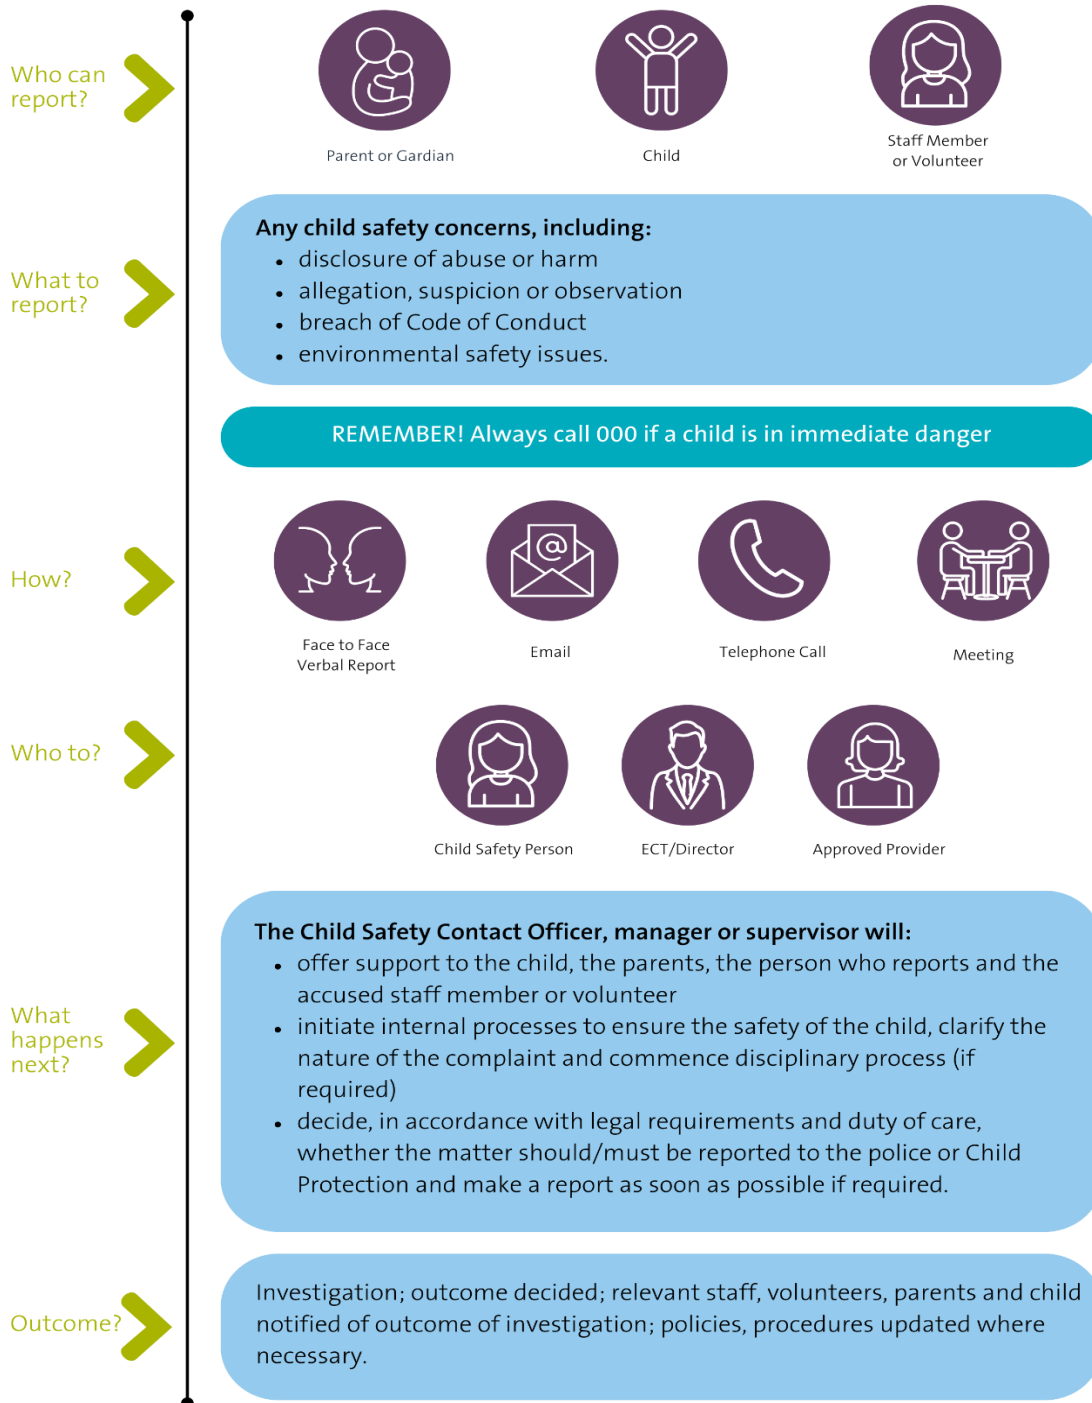 Who can
report?
Parent or Gardian
Child
Staff Member
or Volunteer
What to
report?
Any child safety concerns, including:
• disclosure of abuse or harm
• allegation, suspicion or observation
• breach of Code of Conduct
• environmental safety issues.
REMEMBER! Always call 000 if a child is in immediate danger
How?
@
Face to Face
Verbal Report
Email
Telephone Call
Meeting
Who to?
Child Safety Person
ECT/Director
Approved Provider
What
happens
next?
The Child Safety Contact Officer, manager or supervisor will:
• offer support to the child, the parents, the person who reports and the
accused staff member or volunteer
• initiate internal processes to ensure the safety of the child, clarify the
nature of the complaint and commence disciplinary process (if
required)
• decide, in accordance with legal requirements and duty of care,
whether the matter should/must be reported to the police or Child
Protection and make a report as soon as possible if required.
Outcome?
Investigation; outcome decided; relevant staff, volunteers, parents and child
notified of outcome of investigation; policies, procedures updated where
necessary.